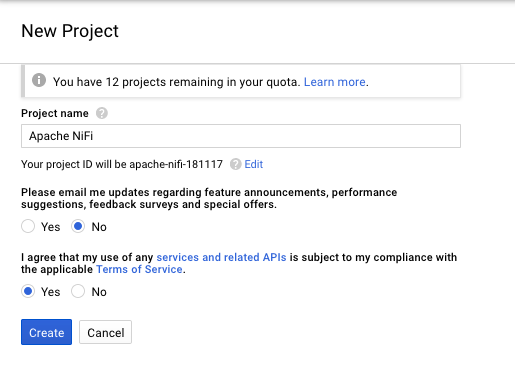 New Project
You have 12 projects remaining in your quota. Learn more.
Project name
Apache NiFi
Your project ID will be apache-nifi-181117 Edit
Please email me updates regarding feature announcements, performance
suggestions, feedback surveys and special offers.
Yes No
I agree that my use of any services and related APIs is subject to my compliance with
the applicable Terms of Service.
Yes No
Create Cancel